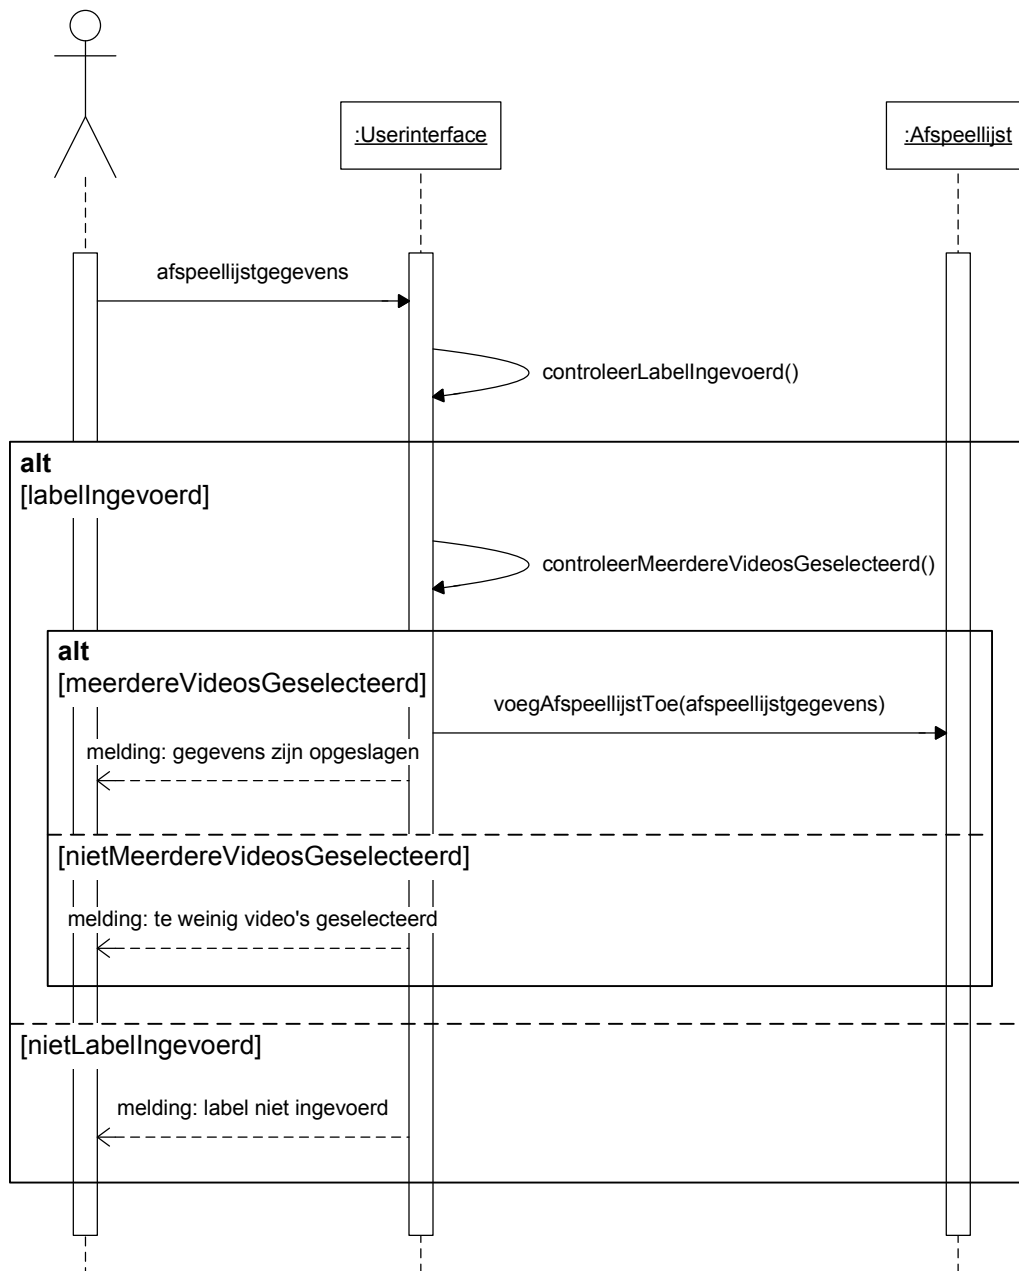 :Userinterface
:Afspeellijst
afspeellijstgegevens
controleerLabelIngevoerd()
alt
[labelIngevoerd]
controleerMeerdereVideosGeselecteerd()
alt
[meerdereVideosGeselecteerd]
voegAfspeellijstToe(afspeellijstgegevens)
melding: gegevens zijn opgeslagen
[nietMeerdereVideosGeselecteerd]
melding: te weinig video's geselecteerd
[nietLabelIngevoerd]
melding: label niet ingevoerd